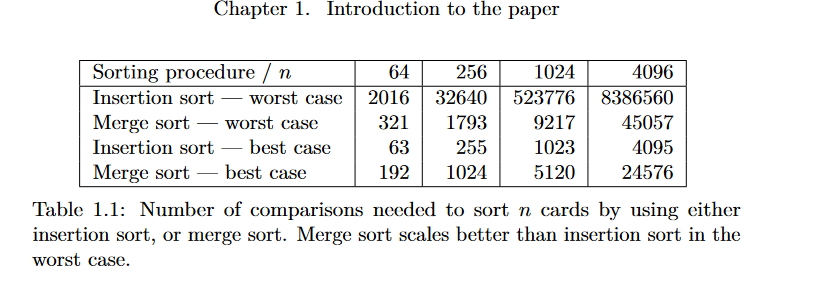 Chapter 1. Introduction to the paper
Sorting procedure / n 64 256 1024 4096
Insertion sort — worst case 2016 32640 523776 8386560
Merge sort — worst case 321 1793 9217 45057
Insertion sort — best case 63 255 1023 4095
Merge sort — best case 192 1024 5120 24576
Table 1.1: Number of comparisons needed to sort n cards by using either
insertion sort, or merge sort. Merge sort scales better than insertion sort in the
worst case.